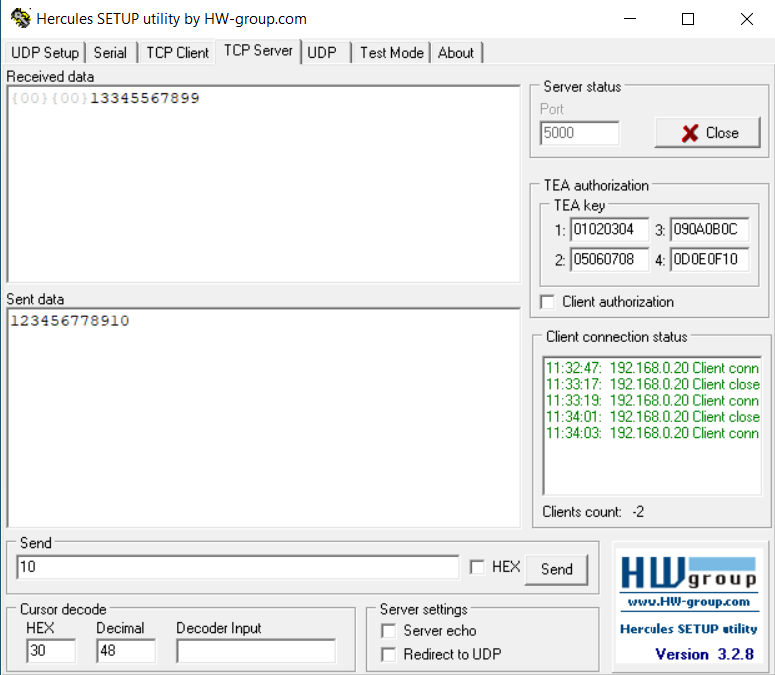 Hercules SETUP utility by HW-group.com
UDP Setup Serial TCP Client TCP Server UDP Test Mode About
Received data
{00}{00}13345567899
Server status
Port
5000
Close
TEA authorization
TEA key
1: 01020304 3: 090A0B0C
2: 05060708 4: 0D0E0F10
Client authorization
Sent data
123456778910
Client connection status
11:32:47: 192.168.0.20 Client conn
11:33:17: 192.168.0.20 Client close
11:33:19: 192.168.0.20 Client conn
11:34:01: 192.168.0.20 Client close
11:34:03: 192.168.0.20 Client conn
Clients count: -2
Send
10
HEX
Send
Cursor decode
HEX Decimal Decoder Input
30 48
Server settings
Server echo
Redirect to UDP
HW group
www.HW-group.com
Hercules SETUP utility
Version 3.2.8